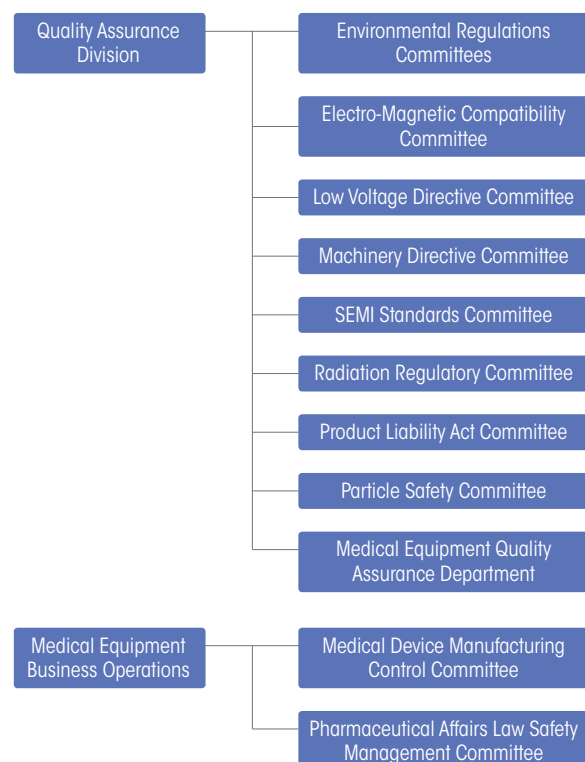 Quality Assurance
Division
Environmental Regulations
Committees
Electro-Magnetic Compatibility
Committee
Low Voltage Directive Committee
Machinery Directive Committee
SEMI Standards Committee
Radiation Regulatory Committee
Product Liability Act Committee
Particle Safety Committee
Medical Equipment Quality
Assurance Department
Medical Equipment
Business Operations
Medical Device Manufacturing
Control Committee
Pharmaceutical Affairs Law Safety
Management Committee